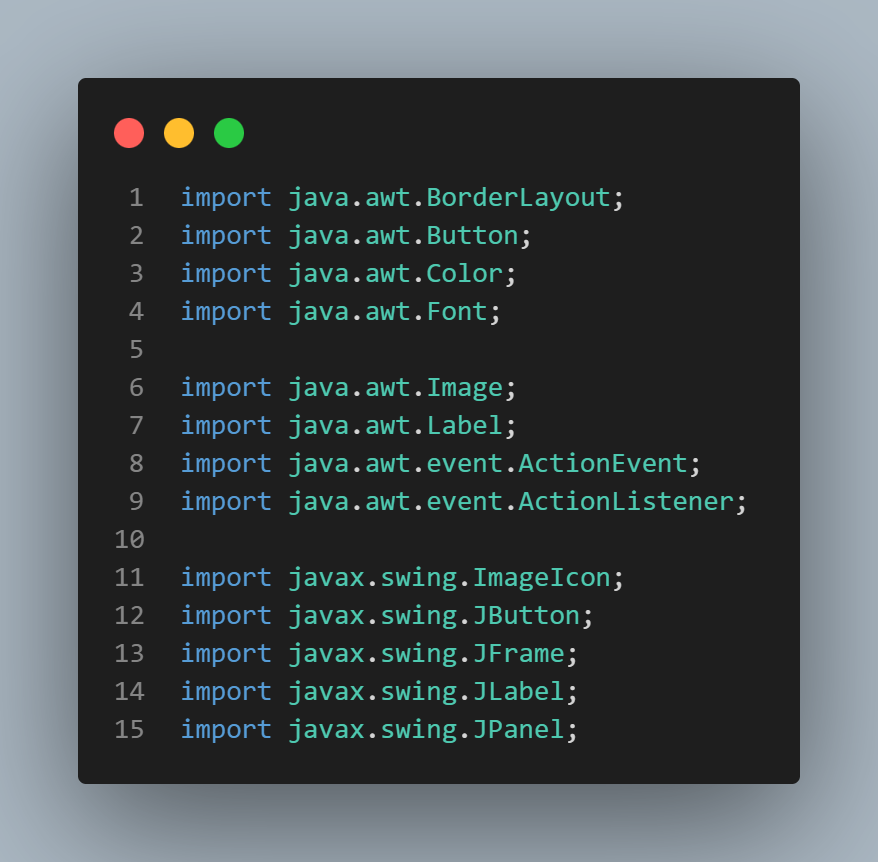 1 import java.awt.BorderLayout;
2 import java.awt.Button;
3 import java.awt.Color;
4 import java.awt.Font;
5
6 import java.awt.Image;
7 import java.awt.Label;
8 import java.awt.event.ActionEvent;
9 import java.awt.event.ActionListener;
10
11 import javax.swing.ImageIcon;
12 import javax.swing.JButton;
13 import javax.swing.JFrame;
14 import javax.swing.JLabel;
15 import javax.swing.JPanel;